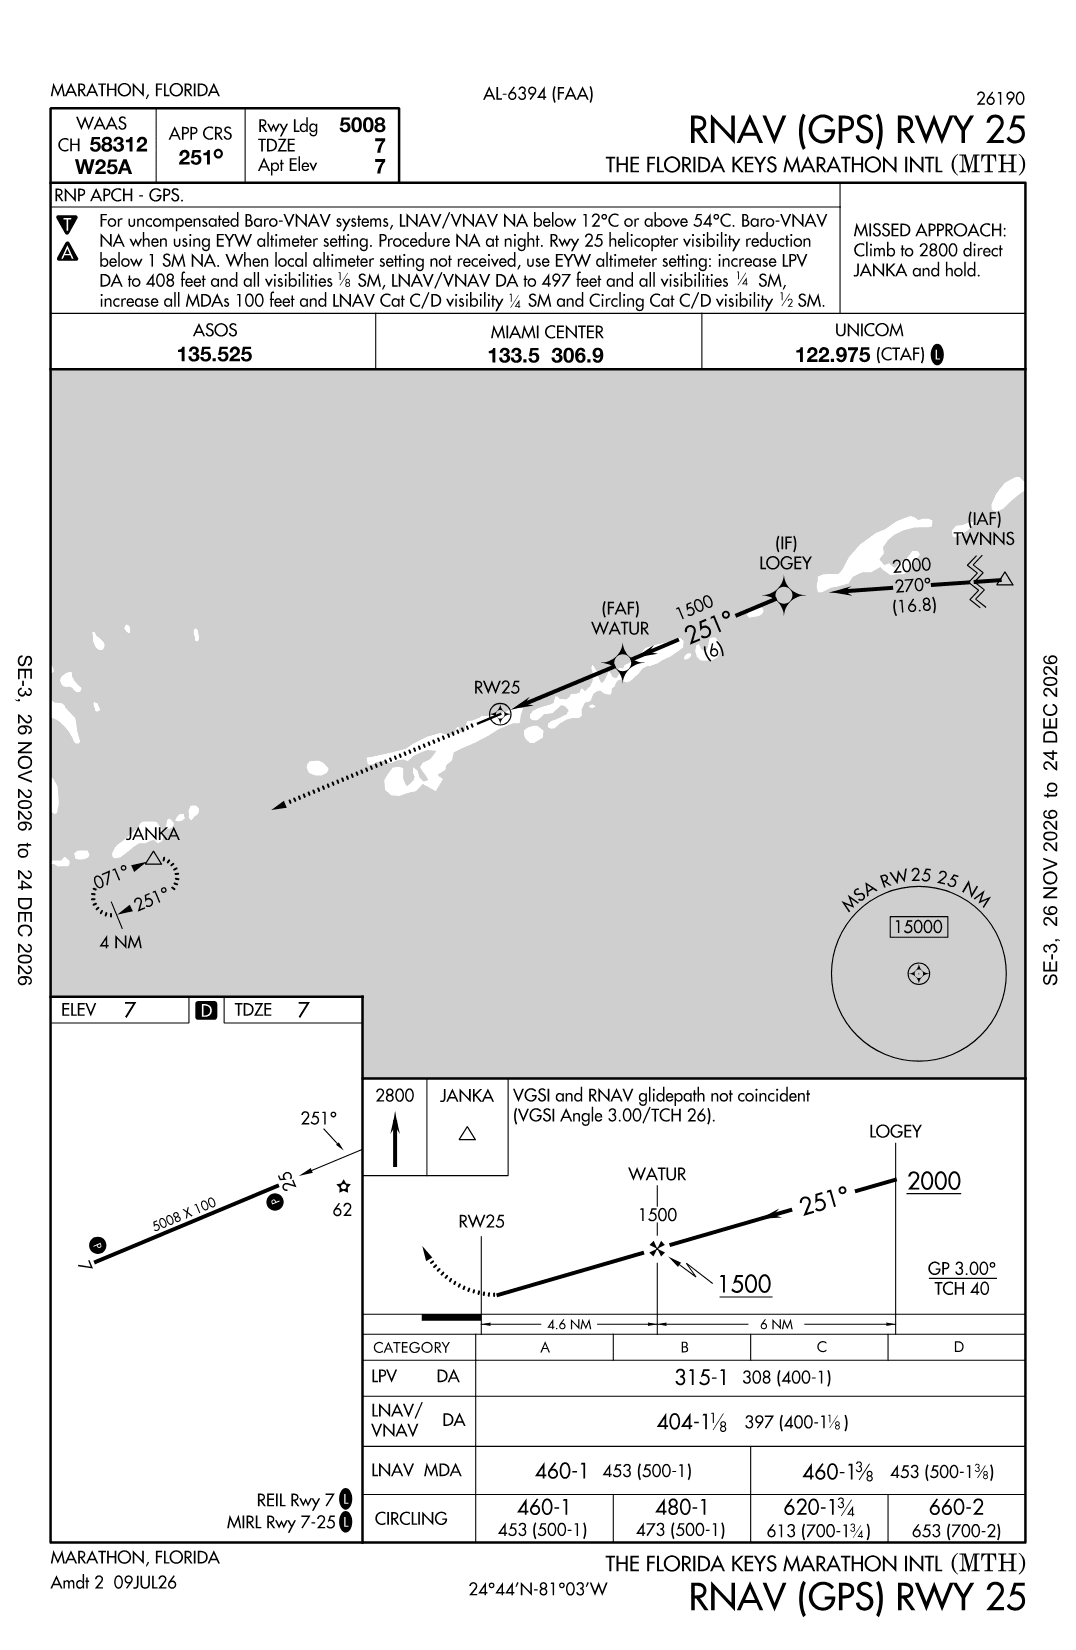 MARATHON, FLORIDA
AL-6394 (FAA)
26190
WAAS
CH 58312
W25A
APP CRS
251°
Rwy Ldg 5008
TDZE 7
Apt Elev 7
RNAV (GPS) RWY 25
THE FLORIDA KEYS MARATHON INTL (MTH)
RNP APCH - GPS.
T
A
For uncompensated Baro-VNAV systems, LNAV/VNAV NA below 12°C or above 54°C. Baro-VNAV
NA when using EYW altimeter setting. Procedure NA at night. Rwy 25 helicopter visibility reduction
below 1 SM NA. When local altimeter setting not received, use EYW altimeter setting: increase LPV
DA to 408 feet and all visibilities ⅛ SM, LNAV/VNAV DA to 497 feet and all visibilities ¼ SM,
increase all MDAs 100 feet and LNAV Cat C/D visibility ¼ SM and Circling Cat C/D visibility ½ SM.
MISSED APPROACH:
Climb to 2800 direct
JANKA and hold.
ASOS
135.525
MIAMI CENTER
133.5 306.9
UNICOM
122.975 (CTAF) L
(IAF)
TWNNS
2000
270°
(16.8)
(IF)
LOGEY
1500
251°
(6)
(FAF)
WATUR
RW25
JANKA
071°
251°
4 NM
MSA RW25 25 NM
15000
SE-3, 26 NOV 2026 to 24 DEC 2026
SE-3, 26 NOV 2026 to 24 DEC 2026
ELEV 7
D
TDZE 7
251°
25
P
5008 X 100
62
P
7
REIL Rwy 7 L
MIRL Rwy 7-25 L
2800
JANKA
VGSI and RNAV glidepath not coincident
(VGSI Angle 3.00/TCH 26).
LOGEY
WATUR
2000
251°
1500
RW25
1500
GP 3.00°
TCH 40
4.6 NM
6 NM
CATEGORY A B C D
LPV DA 315-1 308 (400-1)
LNAV/
VNAV DA 404-1⅛ 397 (400-1⅛)
LNAV MDA 460-1 453 (500-1) 460-1⅜ 453 (500-1⅜)
CIRCLING 460-1 480-1 620-1¾ 660-2
453 (500-1) 473 (500-1) 613 (700-1¾) 653 (700-2)
MARATHON, FLORIDA
Amdt 2 09JUL26
24°44'N-81°03'W
THE FLORIDA KEYS MARATHON INTL (MTH)
RNAV (GPS) RWY 25